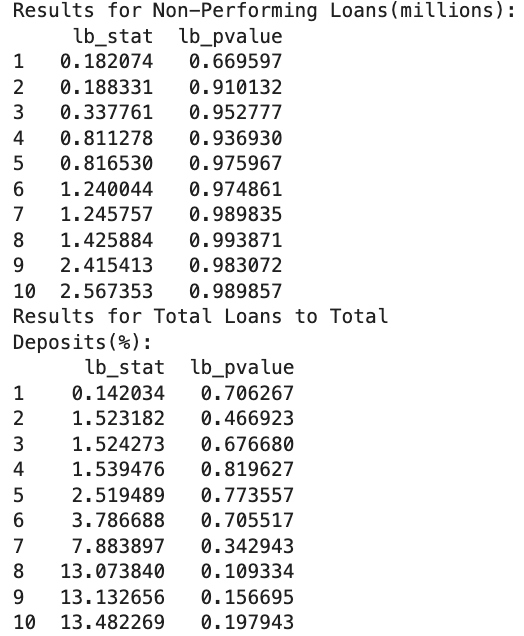 Results for Non-Performing Loans(millions):
lb_stat lb_pvalue
1 0.182074 0.669597
2 0.188331 0.910132
3 0.337761 0.952777
4 0.811278 0.936930
5 0.816530 0.975967
6 1.240044 0.974861
7 1.245757 0.989835
8 1.425884 0.993871
9 2.415413 0.983072
10 2.567353 0.989857
Results for Total Loans to Total
Deposits(%):
lb_stat lb_pvalue
1 0.142034 0.706267
2 1.523182 0.466923
3 1.524273 0.676680
4 1.539476 0.819627
5 2.519489 0.773557
6 3.786688 0.705517
7 7.883897 0.342943
8 13.073840 0.109334
9 13.132656 0.156695
10 13.482269 0.197943